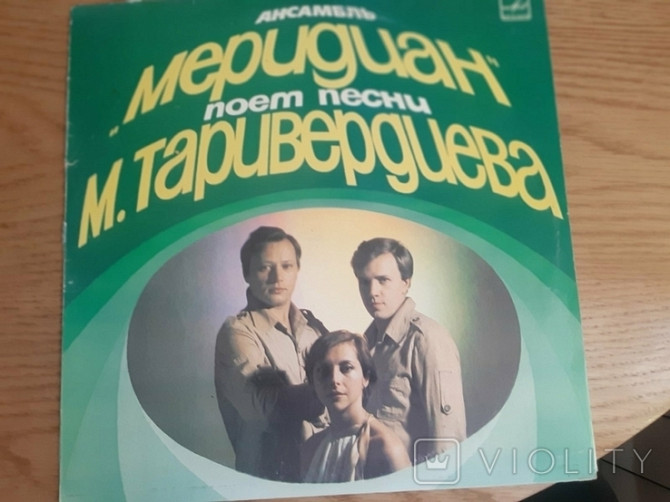 АНСАМБЛЬ
„Меридиан"
поет песни
М. Таривердиева
VIOLITY